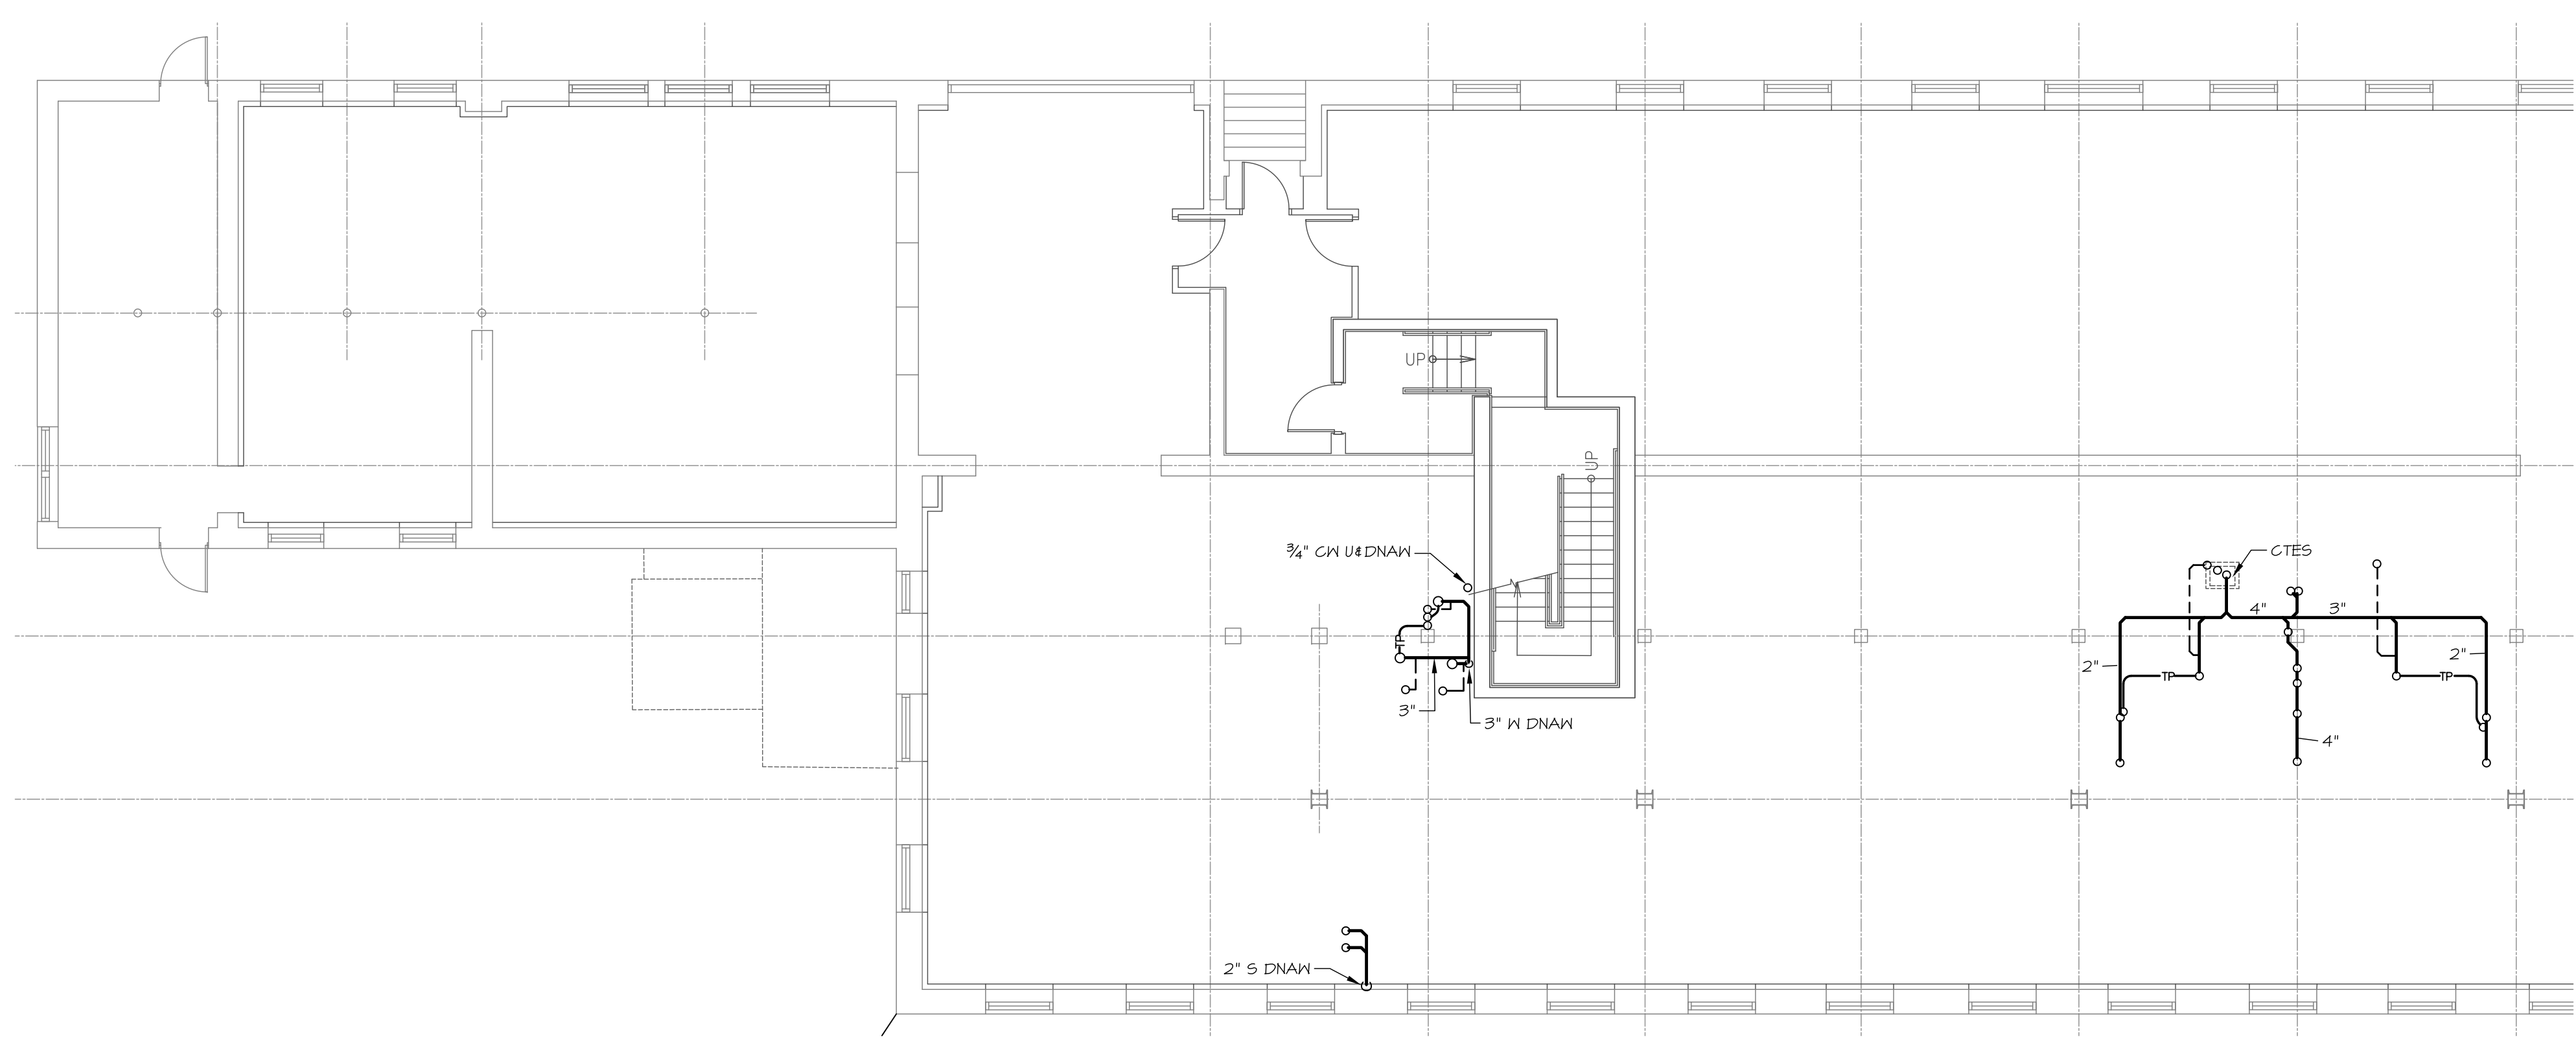 UP
UP
¾" CW U&DNAW
CTES
4"
3"
TP
2"
2"
TP
TP
3"
3" W DNAW
4"
2" S DNAW